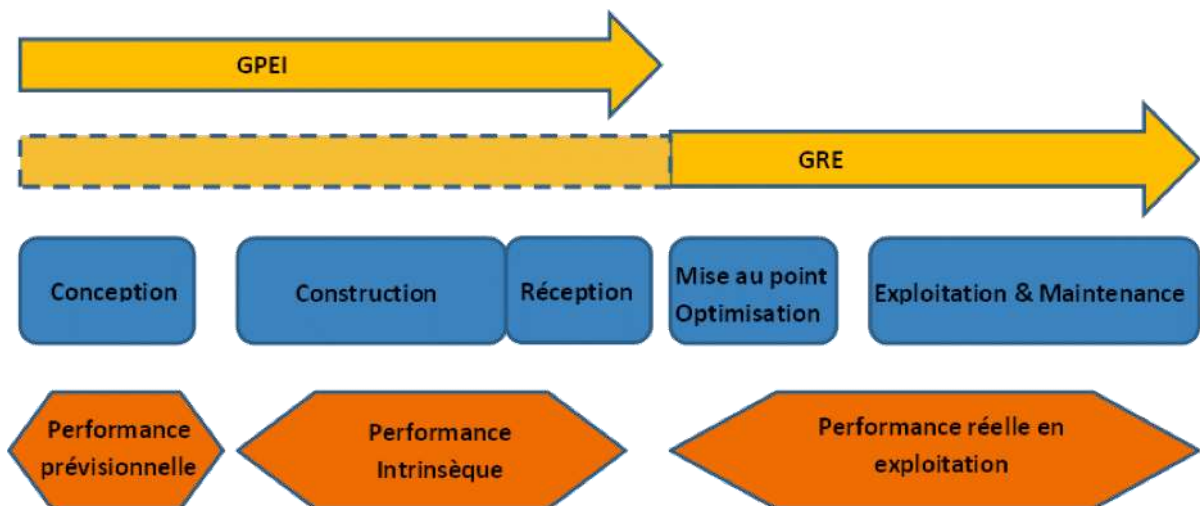 GPEI
GRE
Conception
Construction
Réception
Mise au point
Optimisation
Exploitation & Maintenance
Performance
prévisionnelle
Performance
Intrinsèque
Performance réelle en
exploitation